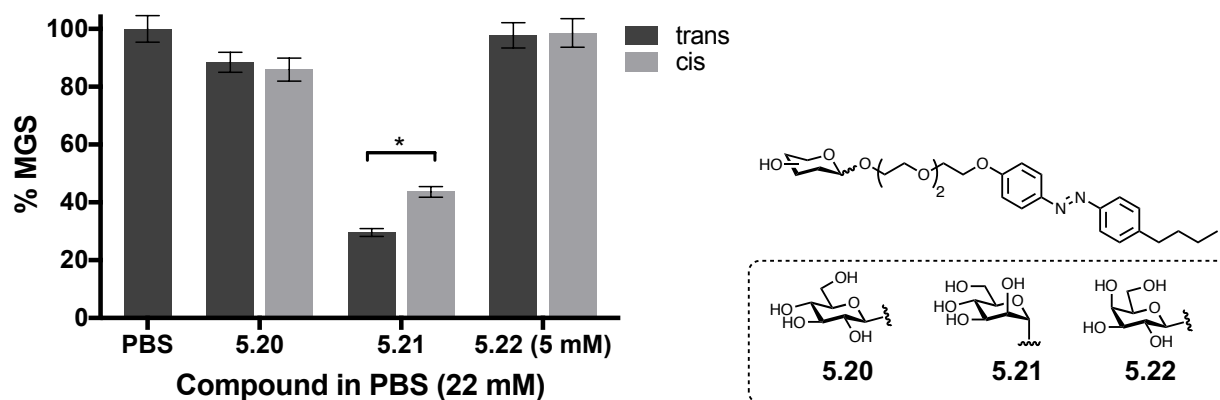 % MGS
100
80
60
40
20
0
*
trans
cis
PBS
5.20
5.21
5.22 (5 mM)
Compound in PBS (22 mM)
HO
O
O
O
2
O
N
N
OH
HO
HO
O
OH
5.20
OH
OH
HO
HO
O
5.21
OH
OH
O
HO
OH
5.22